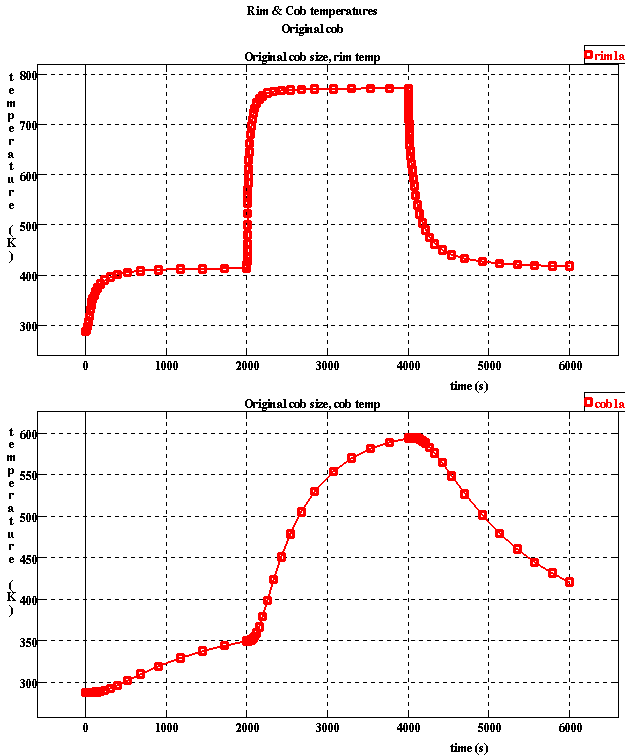 Rim & Cob temperatures
Original cob
Original cob size, rim temp
rim1a
temperature (K)
800
700
600
500
400
300
0 1000 2000 3000 4000 5000 6000
time (s)
Original cob size, cob temp
cob1a
temperature (K)
600
550
500
450
400
350
300
0 1000 2000 3000 4000 5000 6000
time (s)